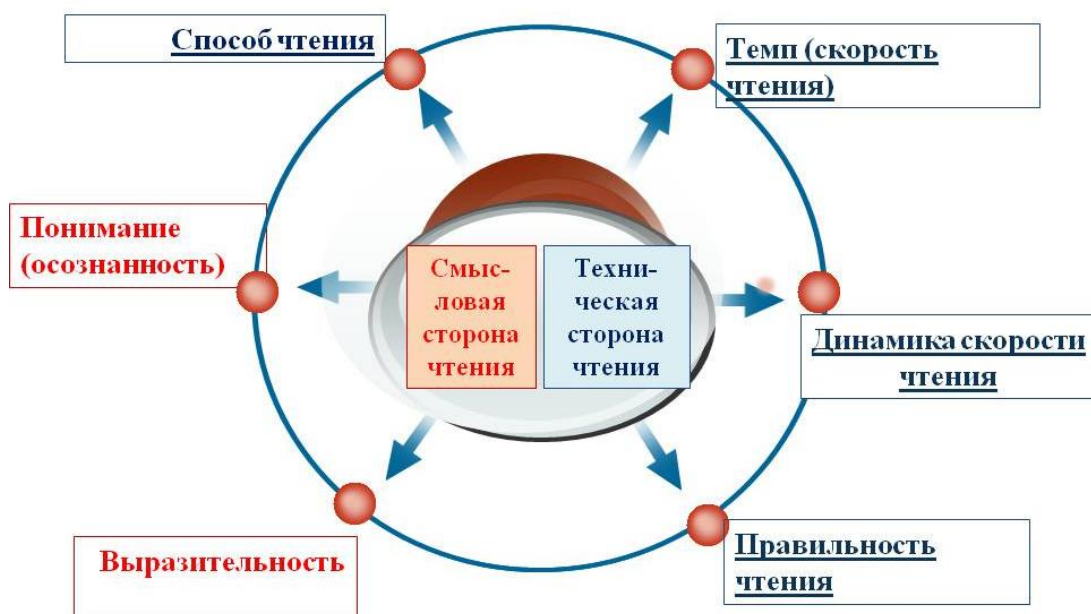 Способ чтения
Темп (скорость
чтения)
Понимание
(осознанность)
Смыс-
ловая
сторона
чтения
Техни-
ческая
сторона
чтения
Динамика скорости
чтения
Выразительность
Правильность
чтения